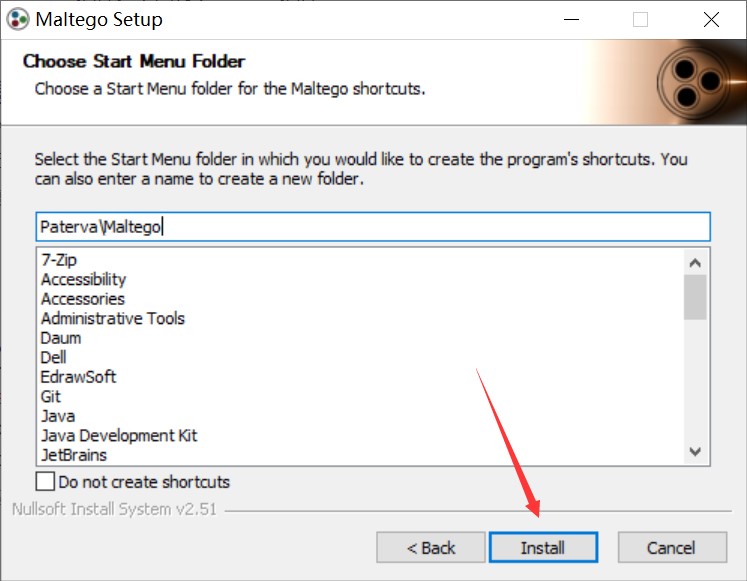 Maltego Setup
Choose Start Menu Folder
Choose a Start Menu folder for the Maltego shortcuts.
Select the Start Menu folder in which you would like to create the program's shortcuts. You
can also enter a name to create a new folder.
Paterva\Maltego
7-Zip
Accessibility
Accessories
Administrative Tools
Daum
Dell
EdrawSoft
Git
Java
Java Development Kit
JetBrains
Do not create shortcuts
Nullsoft Install System v2.51
< Back
Install
Cancel